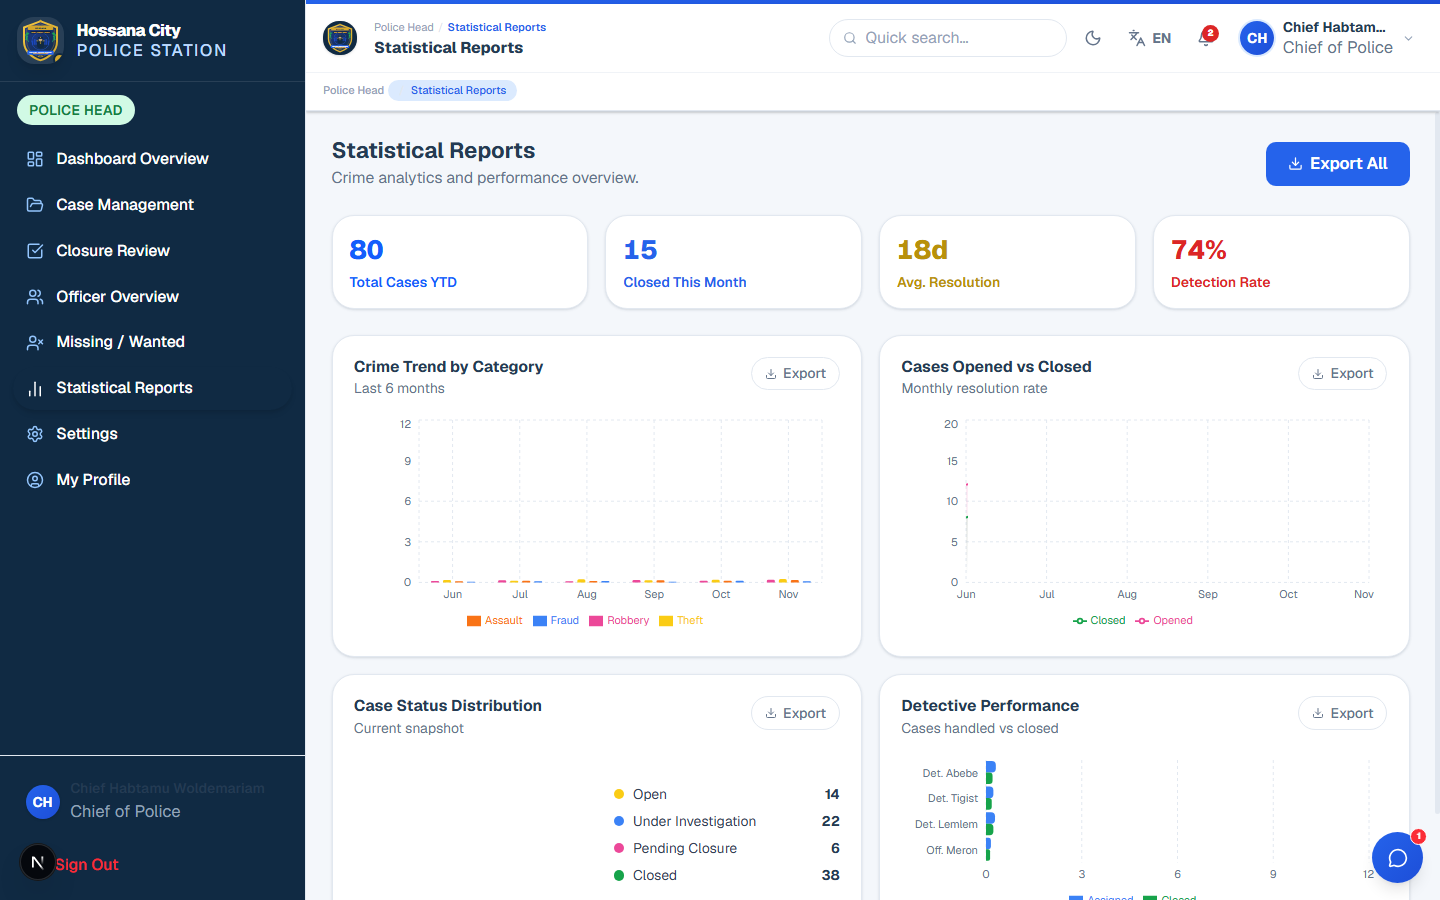 Hossana City
POLICE STATION
POLICE HEAD
Dashboard Overview
Case Management
Closure Review
Officer Overview
Missing / Wanted
Statistical Reports
Settings
My Profile
Chief Habtamu Woldemariam
CH
Chief of Police
N
Sign Out
Police Head / Statistical Reports
Statistical Reports
Quick search...
EN
2
CH
Chief Habtam...
Chief of Police
Police Head
Statistical Reports
Statistical Reports
Crime analytics and performance overview.
Export All
80
Total Cases YTD
15
Closed This Month
18d
Avg. Resolution
74%
Detection Rate
Crime Trend by Category
Last 6 months
Export
12
9
6
3
0
Jun Jul Aug Sep Oct Nov
Assault Fraud Robbery Theft
Cases Opened vs Closed
Monthly resolution rate
Export
20
15
10
5
0
Jun Jul Aug Sep Oct Nov
Closed Opened
Case Status Distribution
Current snapshot
Export
Open 14
Under Investigation 22
Pending Closure 6
Closed 38
Detective Performance
Cases handled vs closed
Export
Det. Abebe
Det. Tigist
Det. Lemlem
Off. Meron
0 3 6 9 12
Assigned Closed
1